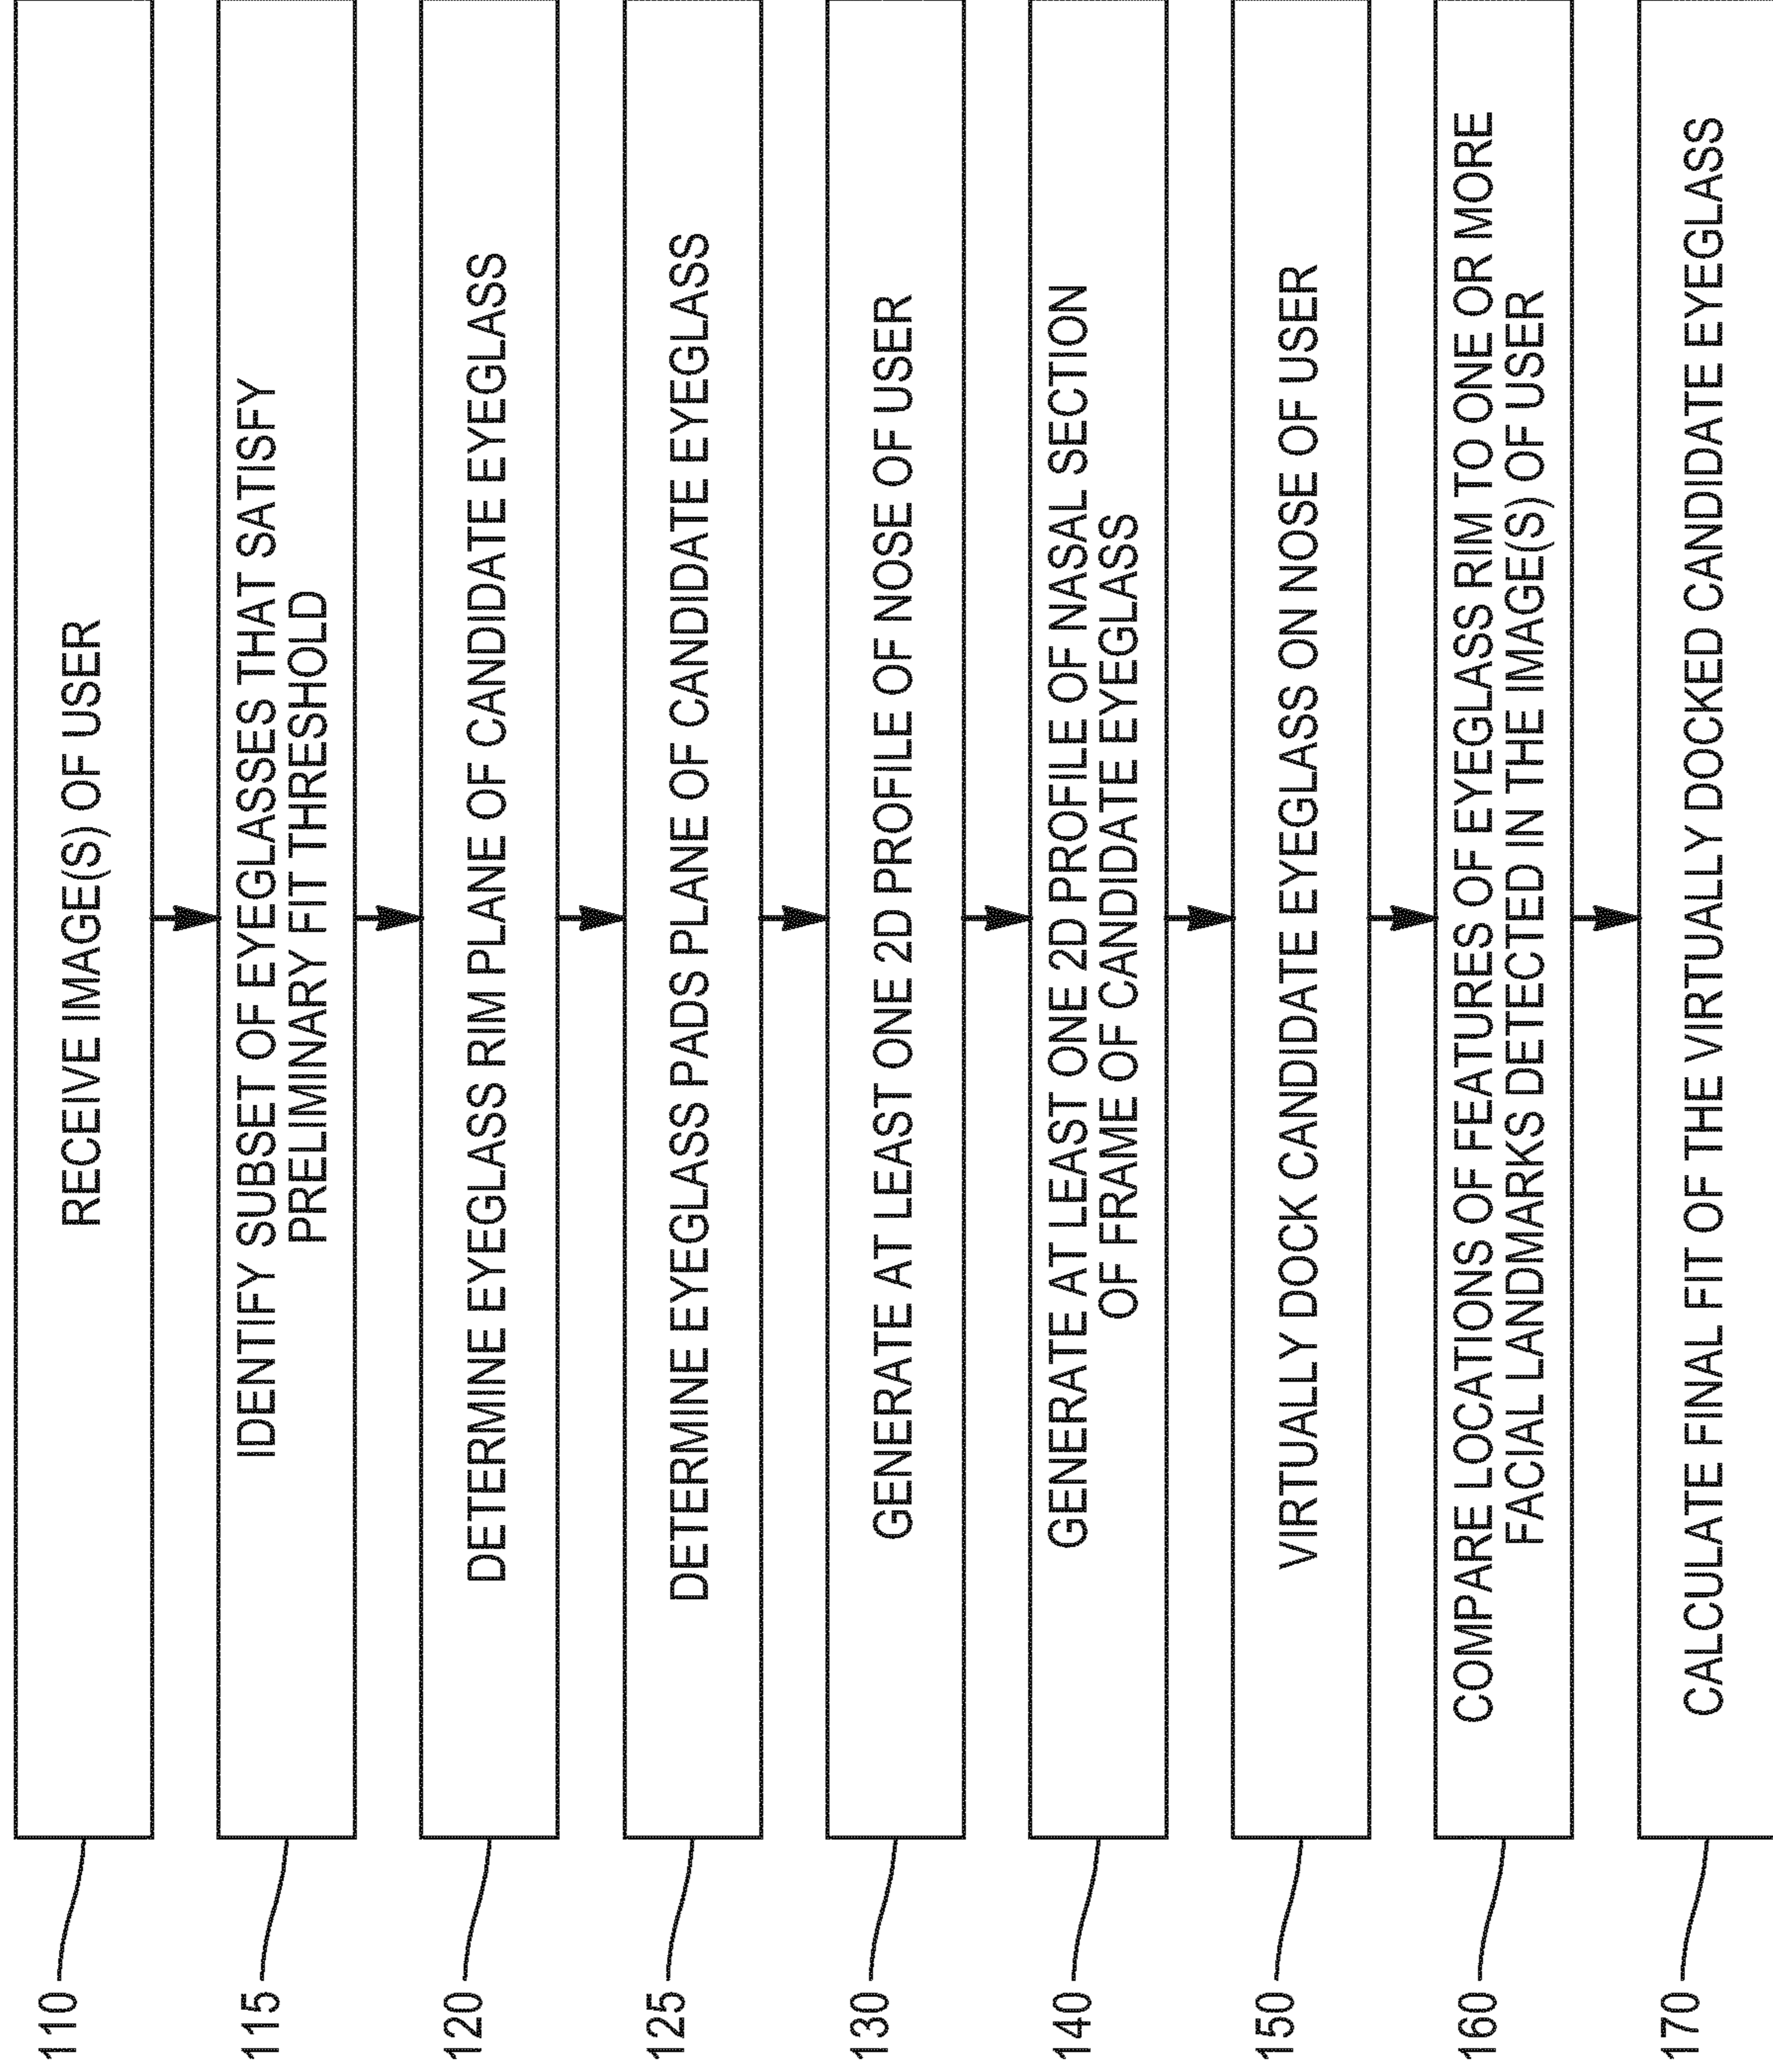 110
RECEIVE IMAGE(S) OF USER
115
IDENTIFY SUBSET OF EYEGLASSES THAT SATISFY
PRELIMINARY FIT THRESHOLD
120
DETERMINE EYEGLASS RIM PLANE OF CANDIDATE EYEGLASS
125
DETERMINE EYEGLASS PADS PLANE OF CANDIDATE EYEGLASS
130
GENERATE AT LEAST ONE 2D PROFILE OF NOSE OF USER
140
GENERATE AT LEAST ONE 2D PROFILE OF NASAL SECTION
OF FRAME OF CANDIDATE EYEGLASS
150
VIRTUALLY DOCK CANDIDATE EYEGLASS ON NOSE OF USER
160
COMPARE LOCATIONS OF FEATURES OF EYEGLASS RIM TO ONE OR MORE
FACIAL LANDMARKS DETECTED IN THE IMAGE(S) OF USER
170
CALCULATE FINAL FIT OF THE VIRTUALLY DOCKED CANDIDATE EYEGLASS